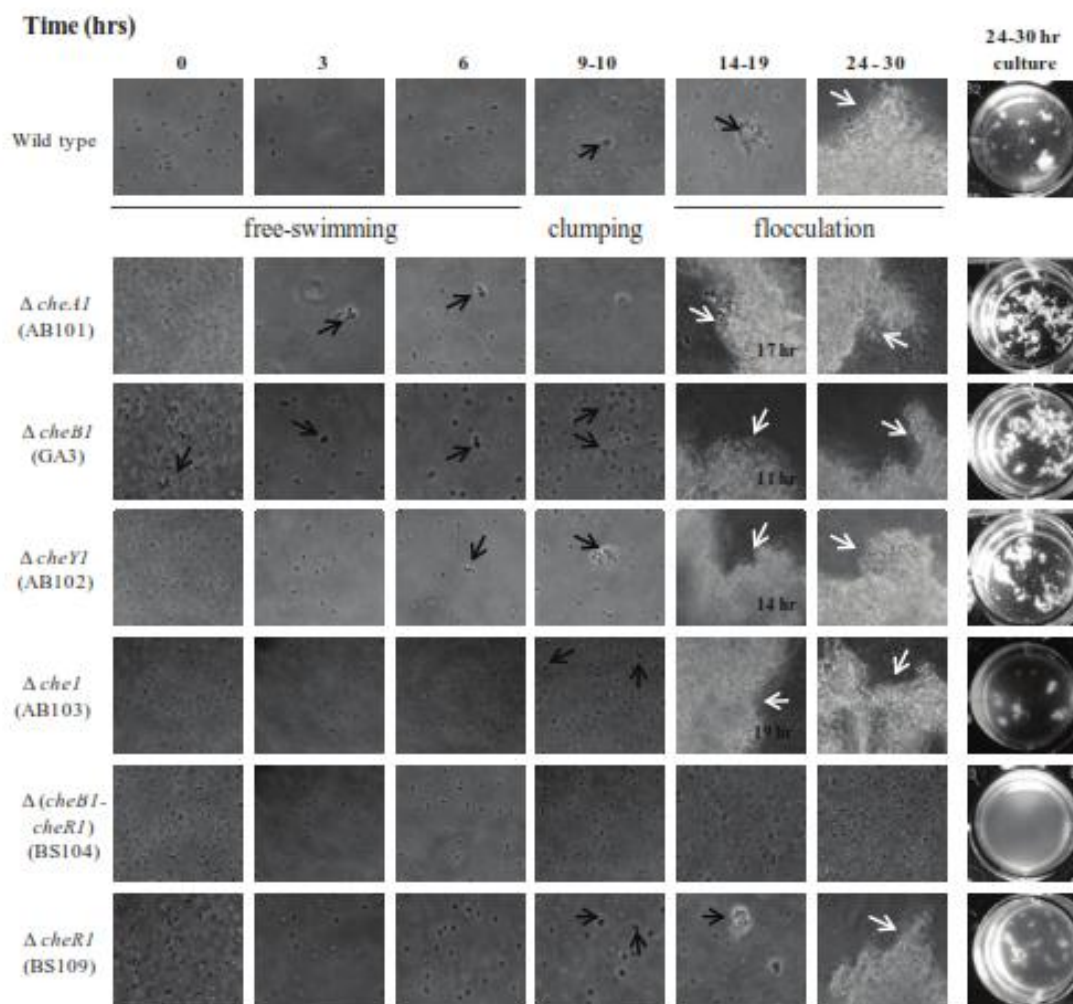 Time (hrs)
24-30 hr
culture
0 3 6 9-10 14-19 24-30
Wild type
free-swimming clumping flocculation
Δ cheA1
(AB101)
17 hr
Δ cheB1
(GA3)
11 hr
Δ cheY1
(AB102)
14 hr
Δ che1
(AB103)
19 hr
Δ (cheB1-
cheR1)
(BS104)
Δ cheR1
(BS109)